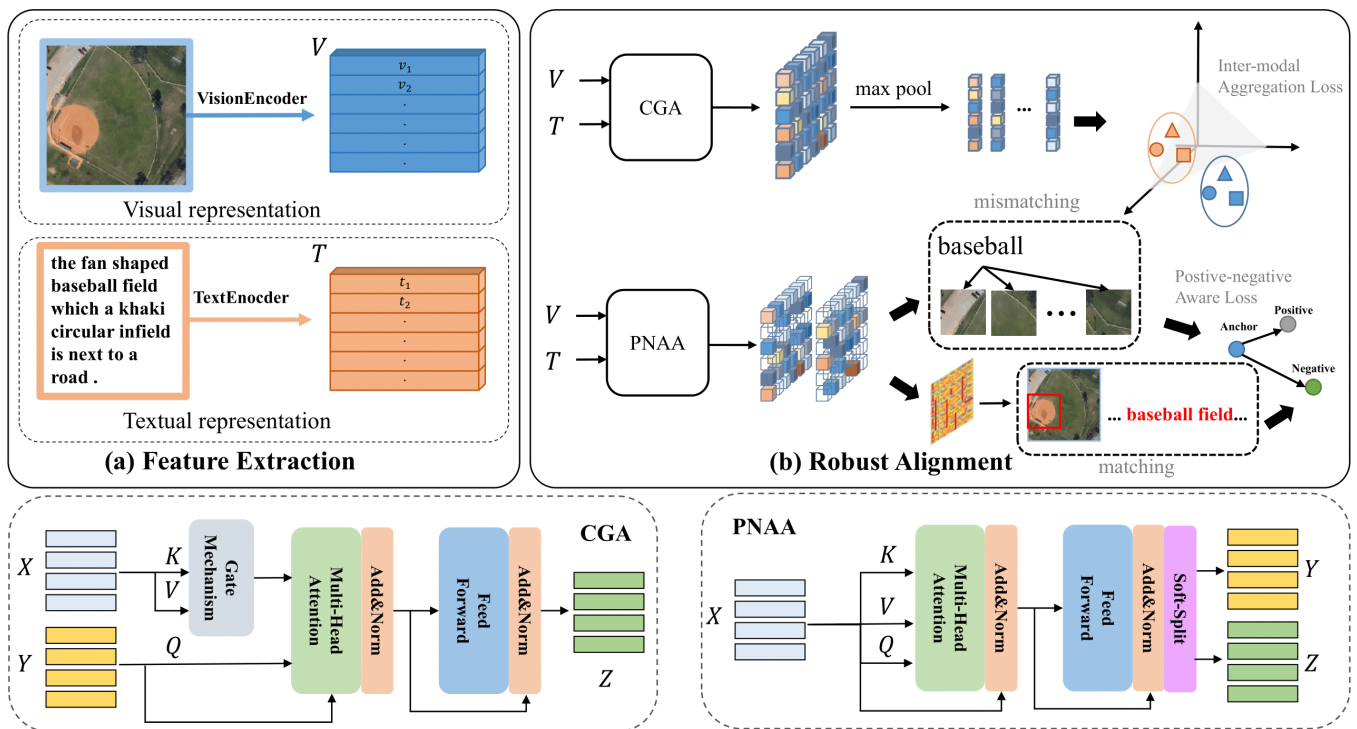 V
v1
v2
.
.
.
.
VisionEncoder
Visual representation
the fan shaped
baseball field
which a khaki
circular infield
is next to a
road .
TextEnocder
T
t1
t2
.
.
.
.
.
Textual representation
(a) Feature Extraction
V
T
CGA
max pool
...
Inter-modal
Aggregation Loss
mismatching
baseball
...
V
T
PNAA
Postive-negative
Aware Loss
Anchor
Positive
Negative
... baseball field...
matching
(b) Robust Alignment
CGA
X
Y
K
V
Q
Gate
Mechanism
Multi-Head
Attention
Add&Norm
Feed
Forward
Add&Norm
Z
PNAA
X
K
V
Q
Multi-Head
Attention
Add&Norm
Feed
Forward
Add&Norm
Soft-Split
Y
Z